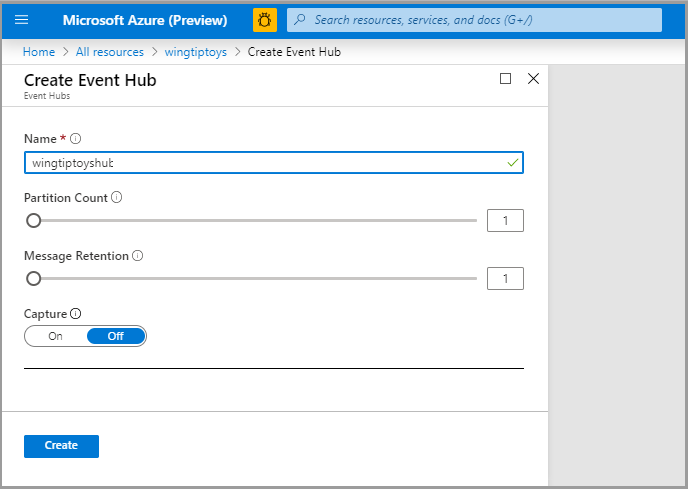 Microsoft Azure (Preview)
Search resources, services, and docs (G+/)
Home > All resources > wingtiptoys > Create Event Hub
Create Event Hub
Event Hubs
Name *
wingtiptoyshub
Partition Count
1
Message Retention
1
Capture
On Off
Create